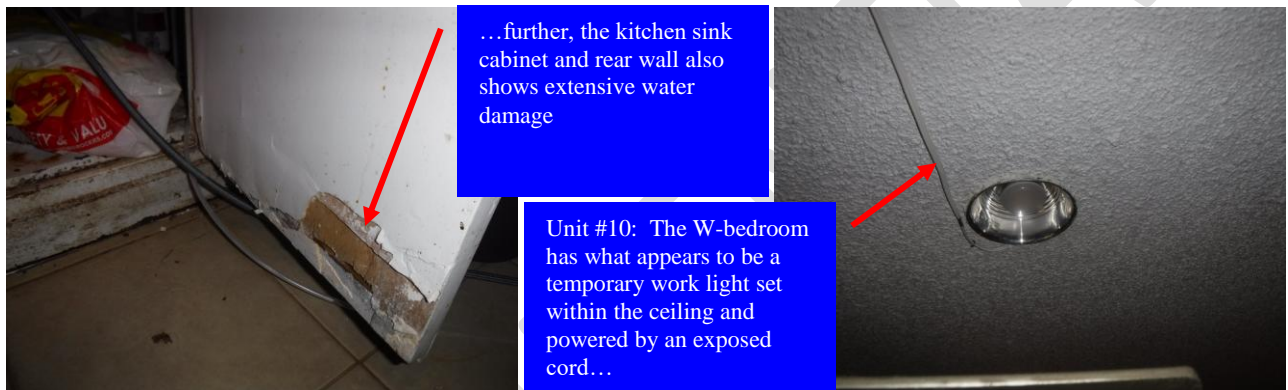 …further, the kitchen sink
cabinet and rear wall also
shows extensive water
damage
Unit #10:  The W-bedroom
has what appears to be a
temporary work light set
within the ceiling and
powered by an exposed
cord…
& VALU